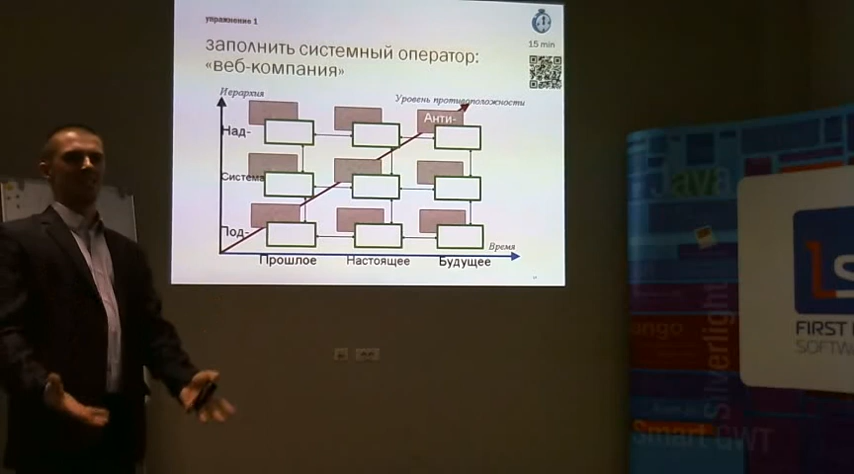 упражнение 1
15 min
заполнить системный оператор:
«веб-компания»
Иерархия
Уровень противоположности
Анти-
Над-
Система
Под-
Время
Прошлое
Настоящее
Будущее
Java
Silverlight
Smart GWT
FIRST